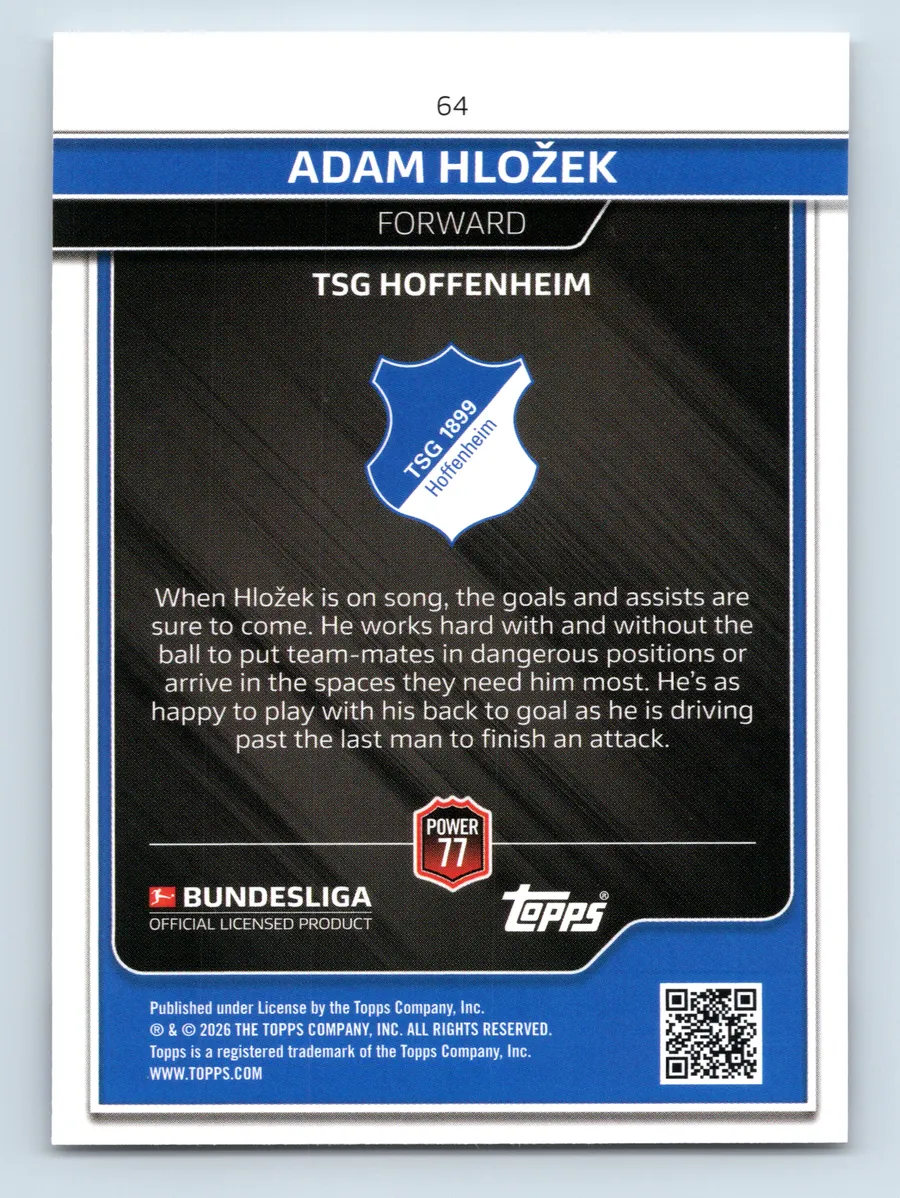 64
ADAM HLOŽEK
FORWARD
TSG HOFFENHEIM
TSG 1899
Hoffenheim
When Hložek is on song, the goals and assists are
sure to come. He works hard with and without the
ball to put team-mates in dangerous positions or
arrive in the spaces they need him most. He's as
happy to play with his back to goal as he is driving
past the last man to finish an attack.
POWER
77
BUNDESLIGA
OFFICIAL LICENSED PRODUCT
Topps®
Published under License by the Topps Company, Inc.
® & © 2026 THE TOPPS COMPANY, INC. ALL RIGHTS RESERVED.
Topps is a registered trademark of the Topps Company, Inc.
WWW.TOPPS.COM